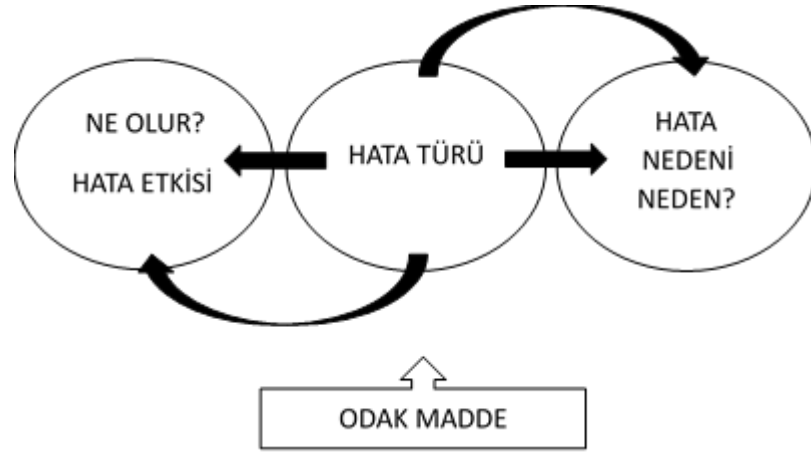 NE OLUR?
HATA ETKİSİ
HATA TÜRÜ
HATA
NEDENİ
NEDEN?
ODAK MADDE